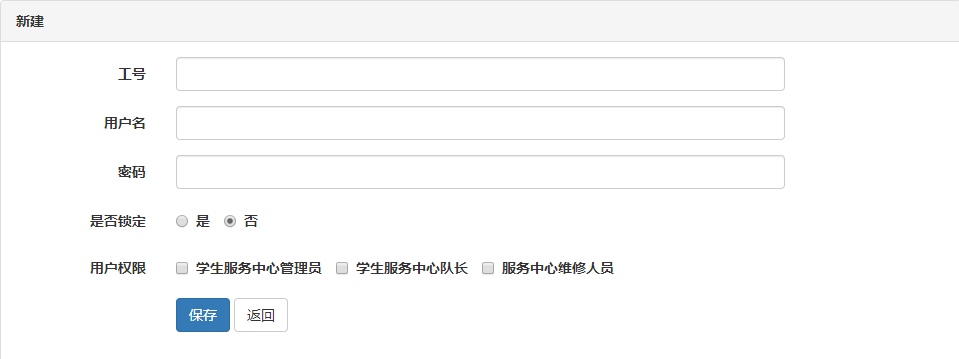 新建
工号
用户名
密码
是否锁定 是 否
用户权限 学生服务中心管理员 学生服务中心队长 服务中心维修人员
保存 返回